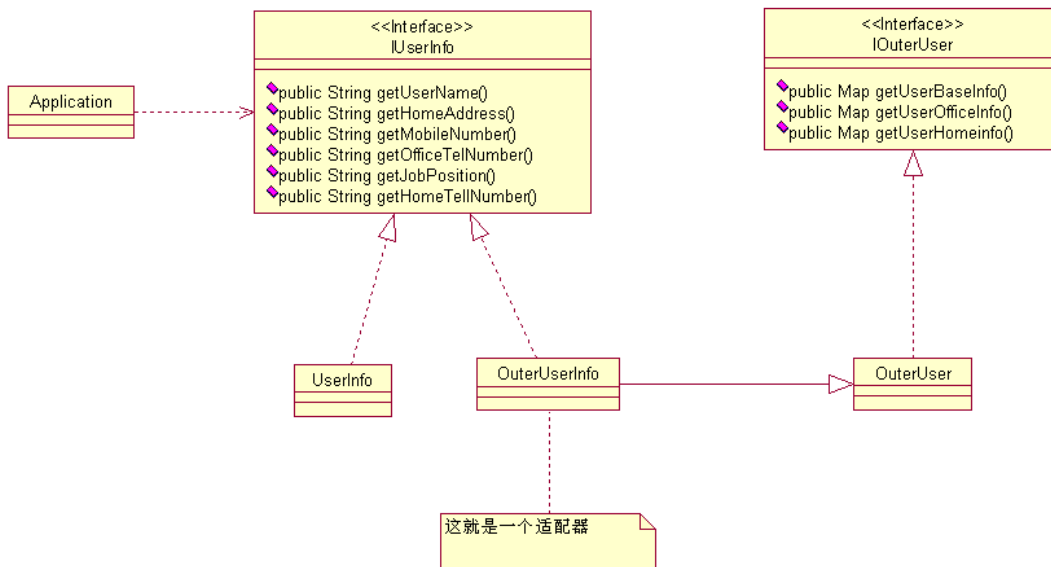 <<Interface>>
IUserInfo
public String getUserName()
public String getHomeAddress()
public String getMobileNumber()
public String getOfficeTelNumber()
public String getJobPosition()
public String getHomeTellNumber()
Application
<<Interface>>
IOuterUser
public Map getUserBaseInfo()
public Map getUserOfficeInfo()
public Map getUserHomeinfo()
UserInfo
OuterUserInfo
OuterUser
这就是一个适配器